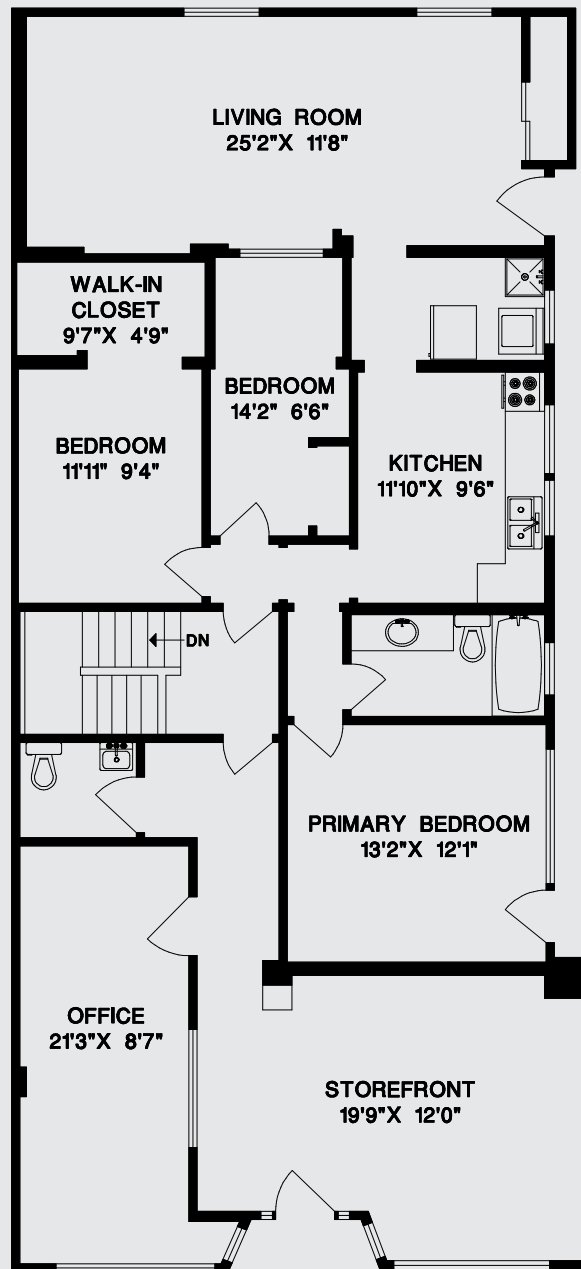 LIVING ROOM
25'2"X 11'8"
WALK-IN
CLOSET
9'7"X 4'9"
BEDROOM
14'2" 6'6"
BEDROOM
11'11" 9'4"
KITCHEN
11'10"X 9'6"
DN
PRIMARY BEDROOM
13'2"X 12'1"
OFFICE
21'3"X 8'7"
STOREFRONT
19'9"X 12'0"